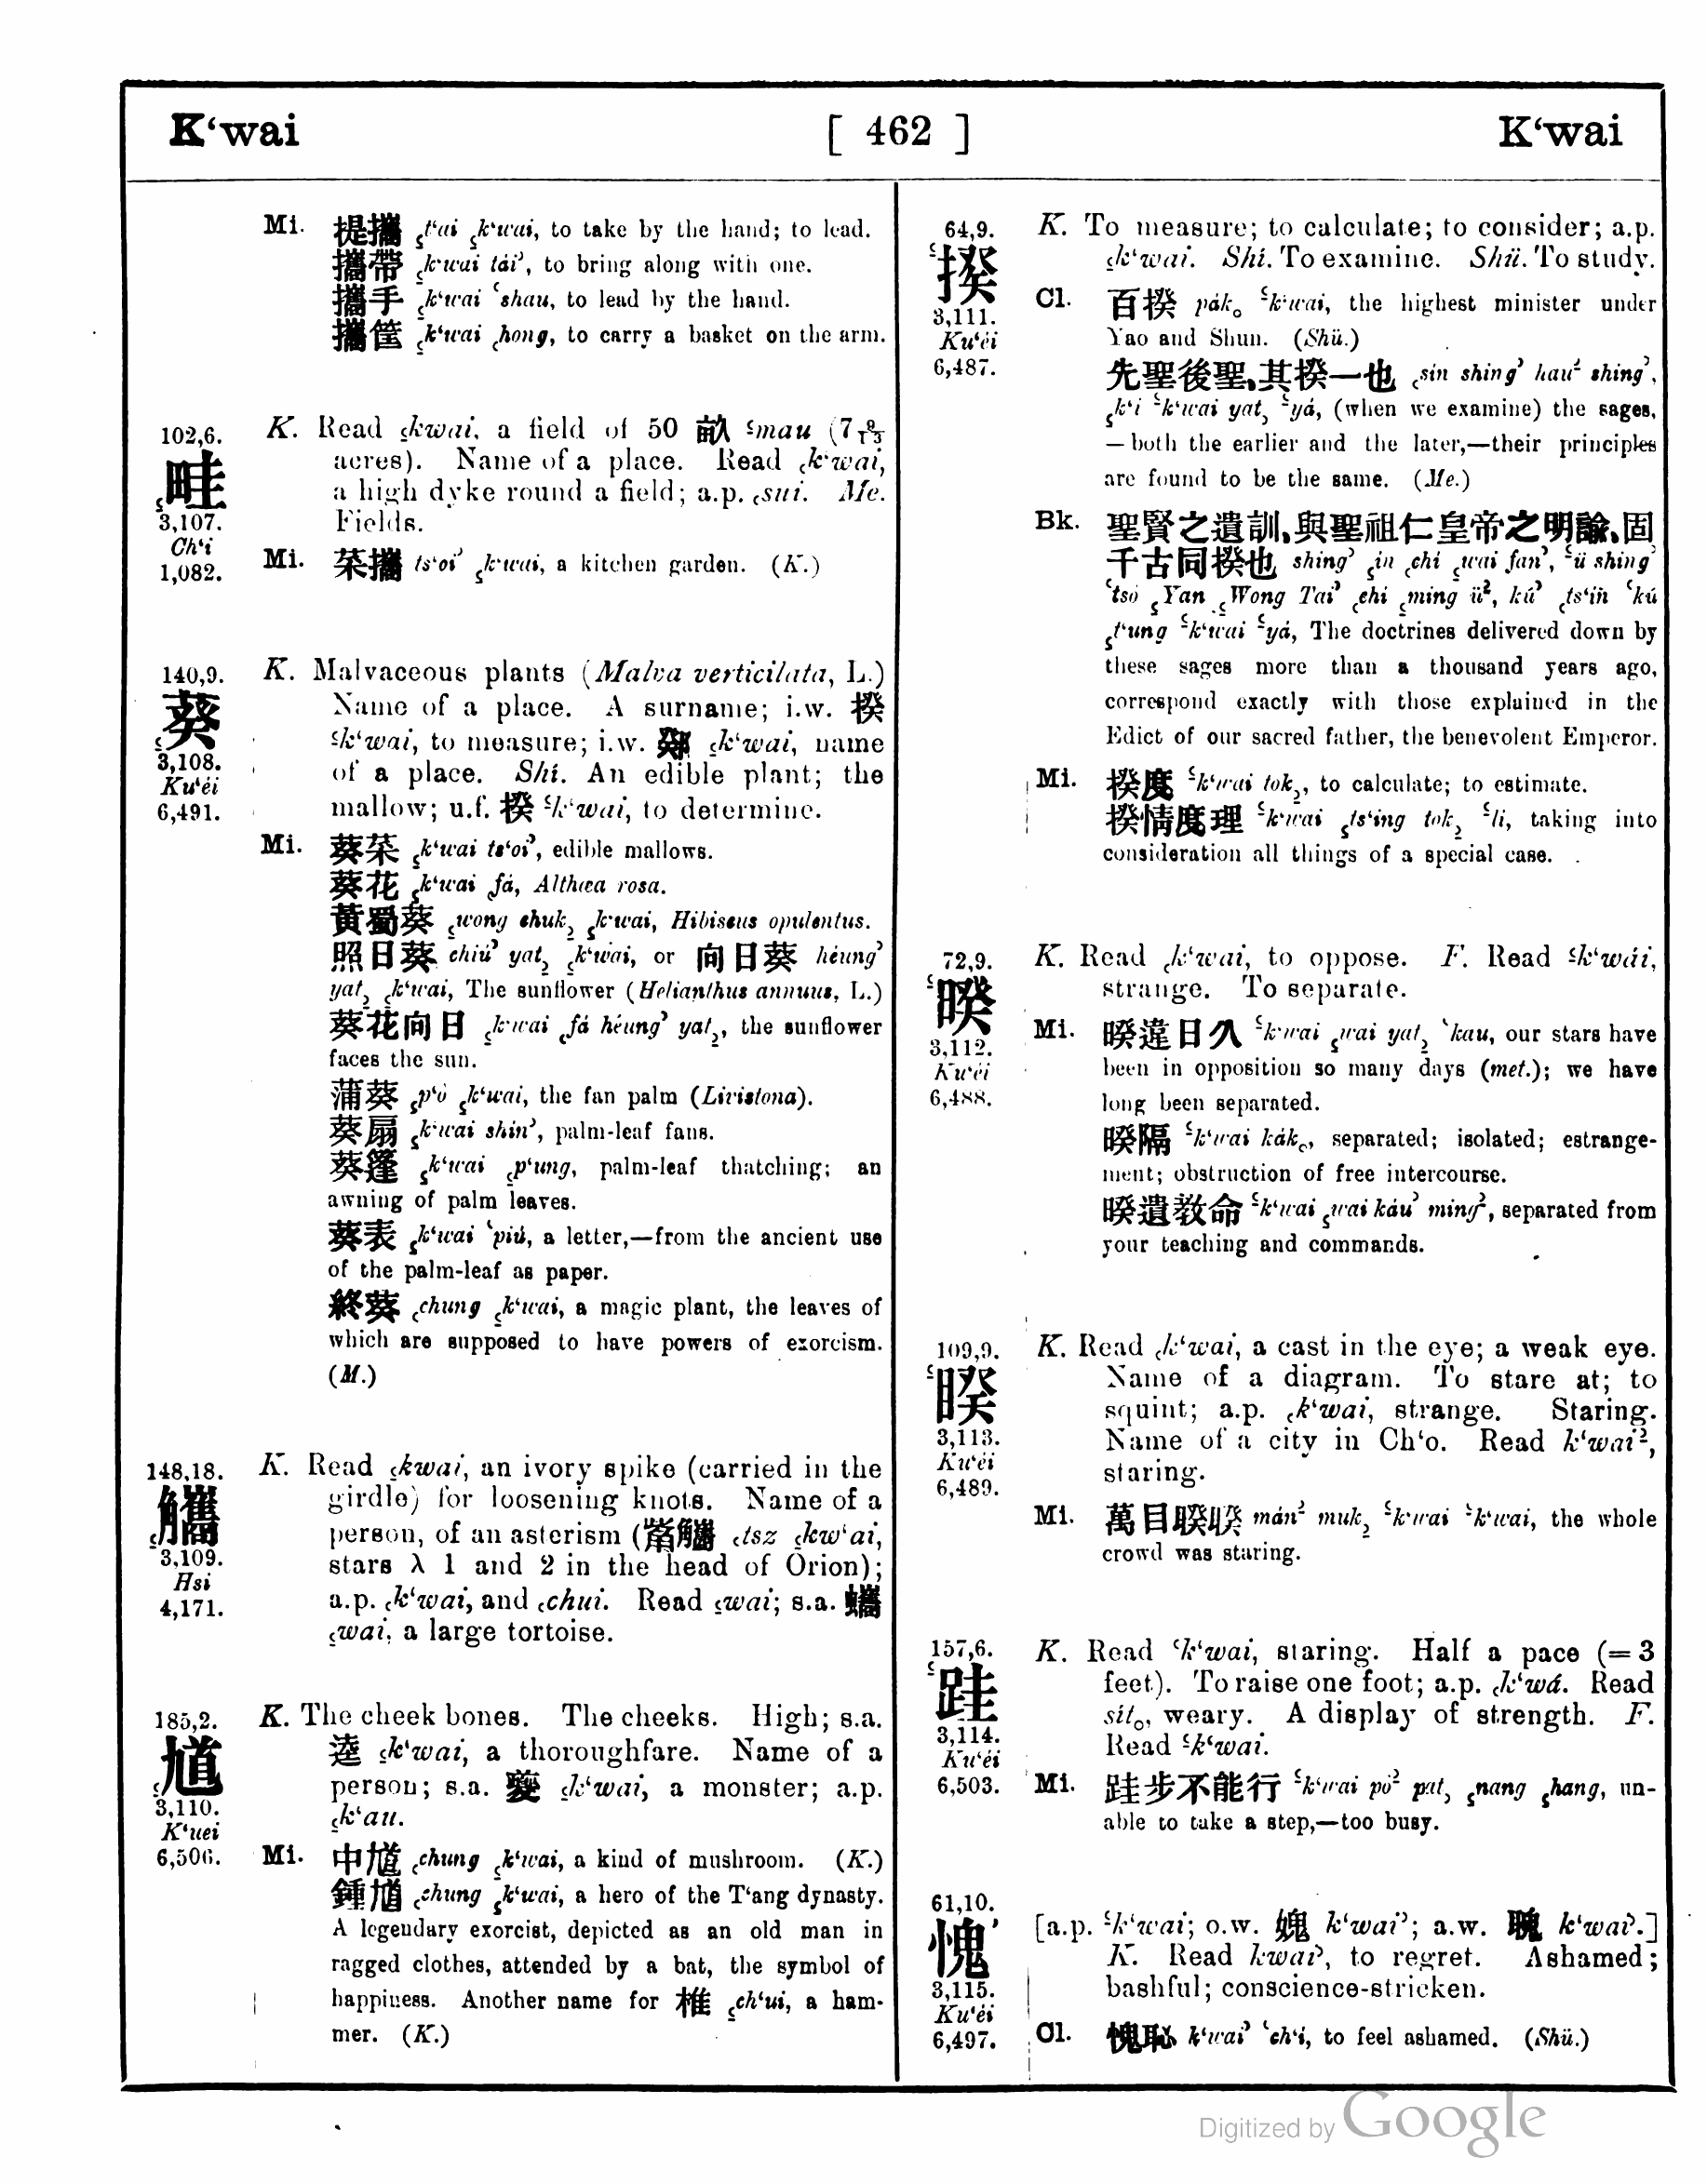 K‘wai
[ 462 ]
K‘wai
Mi. 提攜 ꜁t‘ai ꜁k‘wai, to take by the hand; to lead.
攜帶 ꜁k‘wai tái꜄, to bring along with one.
攜手 ꜁k‘wai ꜂shau, to lead by the hand.
攜筐 ꜁k‘wai ꜀hong, to carry a basket on the arm.
102,6.
畦
3,107.
Ch‘i
1,082.
K. Read ꜁kwai, a field of 50 畝 ꜃mau (7 9/13
acres). Name of a place. Read ꜀k‘wai,
a high dyke round a field; a.p. ꜀sui. Me.
Fields.
Mi. 菜攜 ts‘oi꜄ ꜁k‘wai, a kitchen garden. (K.)
140,9.
葵
3,108.
Ku‘éi
6,491.
K. Malvaceous plants (Malva verticilata, L.)
Name of a place. A surname; i.w. 揆
꜃k‘wai, to measure; i.w. 鄈 ꜁k‘wai, name
of a place. Shí. An edible plant; the
mallow; u.f. 揆 ꜃k‘wai, to determine.
Mi. 葵菜 ꜁k‘wai ts‘oi꜄, edible mallows.
葵花 ꜁k‘wai ꜀fá, Althæa rosa.
黃蜀葵 ꜁wong chuk꜇ ꜁k‘wai, Hibiscus opulentus.
照日葵 chiú꜄ yat꜇ ꜁k‘wai, or 向日葵 héung꜄
yat꜇ ꜁k‘wai, The sunflower (Helianthus annuus, L.)
葵花向日 ꜁k‘wai ꜀fá héung꜄ yat꜇, the sunflower
faces the sun.
蒲葵 ꜁p‘ò ꜁k‘wai, the fan palm (Livistona).
葵扇 ꜁k‘wai shin꜄, palm-leaf fans.
葵篷 ꜁k‘wai ꜁p‘ung, palm-leaf thatching; an
awning of palm leaves.
葵表 ꜁k‘wai ꜂piú, a letter,—from the ancient use
of the palm-leaf as paper.
終葵 ꜀chung ꜁k‘wai, a magic plant, the leaves of
which are supposed to have powers of exorcism.
(M.)
148,18.
觿
3,109.
Hsi
4,171.
K. Read ꜁kwai, an ivory spike (carried in the
girdle) for loosening knots. Name of a
person, of an asterism (觜觿 ꜀tsz ꜁kw‘ai,
stars λ 1 and 2 in the head of Orion);
a.p. ꜀k‘wai, and ꜀chui. Read ꜁wai; s.a. 蠵
꜁wai, a large tortoise.
185,2.
馗
3,110.
K‘uei
6,506.
K. The cheek bones. The cheeks. High; s.a.
逵 ꜁k‘wai, a thoroughfare. Name of a
person; s.a. 夔 ꜁k‘wai, a monster; a.p.
꜁k‘au.
Mi. 中馗 ꜀chung ꜁k‘wai, a kind of mushroom. (K.)
鍾馗 ꜀chung ꜁k‘wai, a hero of the T‘ang dynasty.
A legendary exorcist, depicted as an old man in
ragged clothes, attended by a bat, the symbol of
happiness. Another name for 椎 ꜁ch‘ui, a ham-
mer. (K.)
64,9.
揆
3,111.
Ku‘éi
6,487.
K. To measure; to calculate; to consider; a.p.
꜁k‘wai. Shí. To examine. Shü. To study.
Cl. 百揆 pák꜀ ꜃k‘wai, the highest minister under
Yao and Shun. (Shü.)
先聖後聖,其揆一也 ꜀sin shing꜄ hau꜅ shing꜄,
꜁k‘i ꜃k‘wai yat꜆ ꜃yá, (when we examine) the sages,
—both the earlier and the later,—their principles
are found to be the same. (Me.)
Bk. 聖賢之遺訓,與聖祖仁皇帝之明諭,固
千古同揆也 shing꜄ ꜁in ꜀chí ꜁wai fan꜄, ꜃ü shing꜄
꜂tsò ꜁Yan ꜁Wong Tai꜄ ꜀chi ꜁ming ü꜅, kú꜄ ꜀ts‘ín ꜂kú
꜁t‘ung ꜃k‘wai ꜃yá, The doctrines delivered down by
these sages more than a thousand years ago,
correspond exactly with those explained in the
Edict of our sacred father, the benevolent Emperor.
Mi. 揆度 ꜃k‘wai tok꜇, to calculate; to estimate.
揆情度理 ꜃k‘wai ꜁ts‘ing tok꜇ ꜃li, taking into
consideration all things of a special case.
72,9.
暌
3,112.
Ku‘éi
6,488.
K. Read ꜀k‘wai, to oppose. F. Read ꜃k‘wái,
strange. To separate.
Mi. 暌違日久 ꜃k‘wai ꜁wai yat꜇ ꜂kau, our stars have
been in opposition so many days (met.); we have
long been separated.
暌隔 ꜃k‘wai kák꜀, separated; isolated; estrange-
ment; obstruction of free intercourse.
暌遺教命 ꜃k‘wai ꜁wai káu꜄ ming꜅, separated from
your teaching and commands.
109,9.
睽
3,113.
Ku‘éi
6,489.
K. Read ꜀k‘wai, a cast in the eye; a weak eye.
Name of a diagram. To stare at; to
squint; a.p. ꜀k‘wai, strange. Staring.
Name of a city in Ch‘o. Read k‘wai꜅,
staring.
Mi. 萬目睽睽 mán꜅ muk꜇ ꜃k‘wai ꜃k‘wai, the whole
crowd was staring.
157,6.
跬
3,114.
Ku‘éi
6,503.
K. Read ꜂k‘wai, staring. Half a pace (= 3
feet). To raise one foot; a.p. ꜀k‘wá. Read
sít꜀, weary. A display of strength. F.
Read ꜃k‘wai.
Mi. 跬步不能行 ꜃k‘wai pò꜅ pat꜆ ꜁nang ꜁hang, un-
able to take a step,—too busy.
61,10.
愧
3,115.
Ku‘éi
6,497.
[a.p. ꜃k‘wai; o.w. 媿 k‘wai꜄; a.w. 聭 k‘wai꜄.]
K. Read kwai꜄, to regret. Ashamed;
bashful; conscience-stricken.
Cl. 愧恥 k‘wai꜄ ꜂ch‘i, to feel ashamed. (Shü.)
Digitized by Google